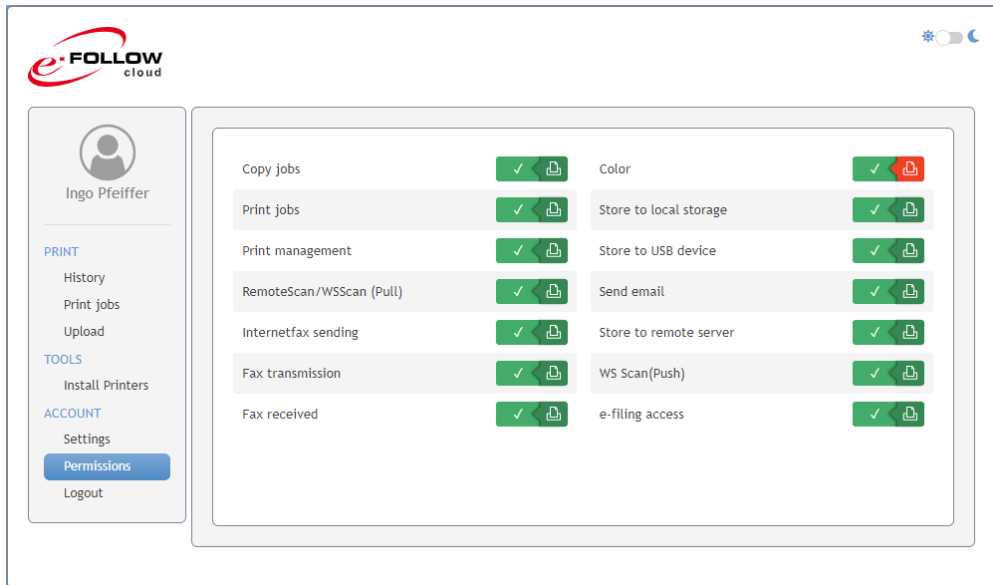 e-FOLLOW
cloud
Ingo Pfeiffer
PRINT
History
Print jobs
Upload
TOOLS
Install Printers
ACCOUNT
Settings
Permissions
Logout
Copy jobs
Print jobs
Print management
RemoteScan/WSScan (Pull)
Internetfax sending
Fax transmission
Fax received
Color
Store to local storage
Store to USB device
Send email
Store to remote server
WS Scan(Push)
e-filing access